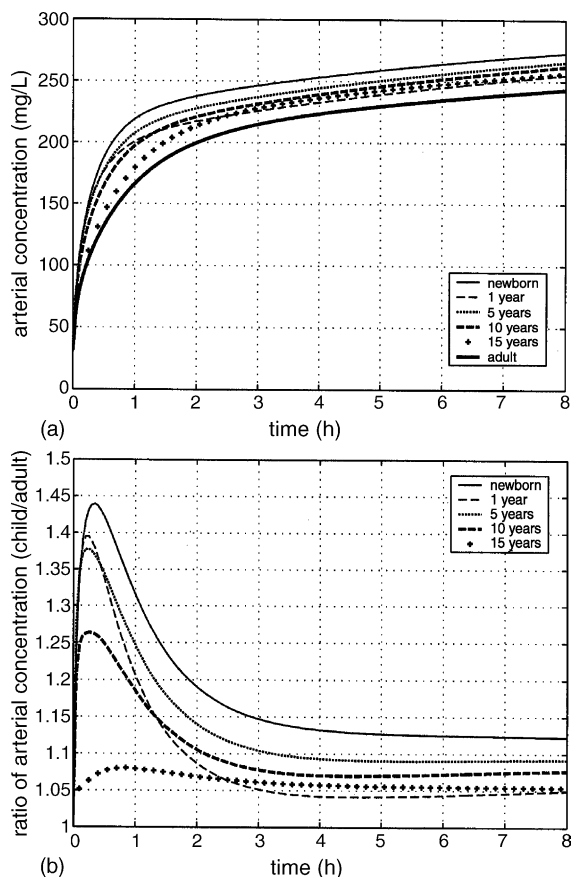 300
250
200
150
100
50
0
arterial concentration (mg/L)
newborn
1 year
5 years
10 years
15 years
adult
0 1 2 3 4 5 6 7 8
(a) time (h)
1.5
1.45
1.4
1.35
1.3
1.25
1.2
1.15
1.1
1.05
1
ratio of arterial concentration (child/adult)
newborn
1 year
5 years
10 years
15 years
0 1 2 3 4 5 6 7 8
(b) time (h)